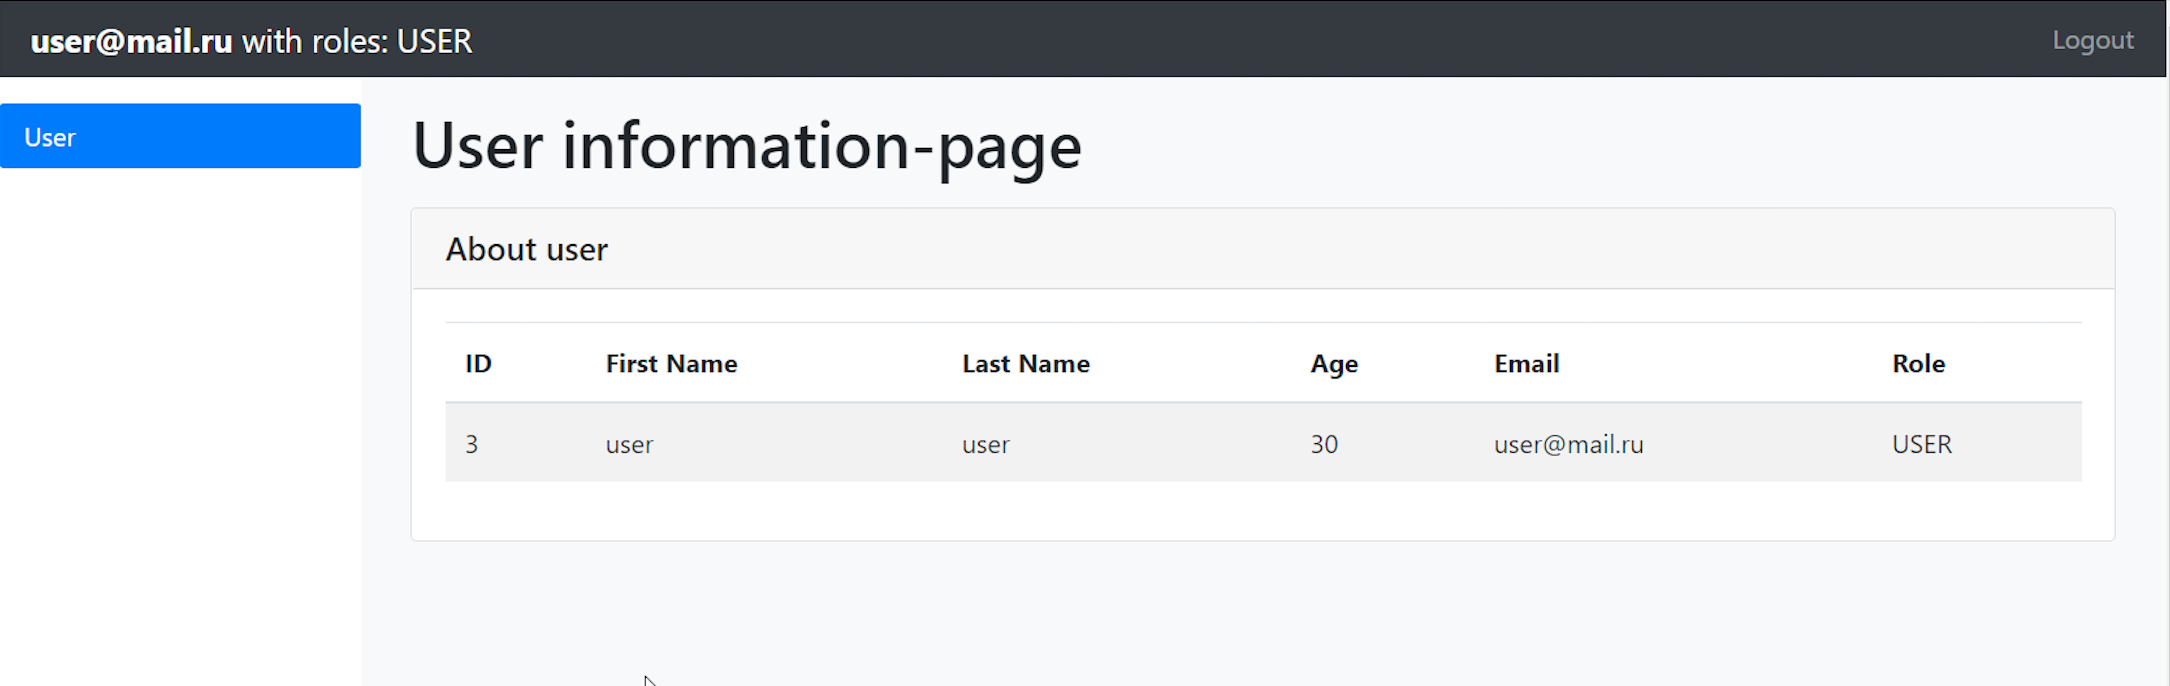 user@mail.ru with roles: USER Logout
User
User information-page
About user
ID First Name Last Name Age Email Role
3 user user 30 user@mail.ru USER